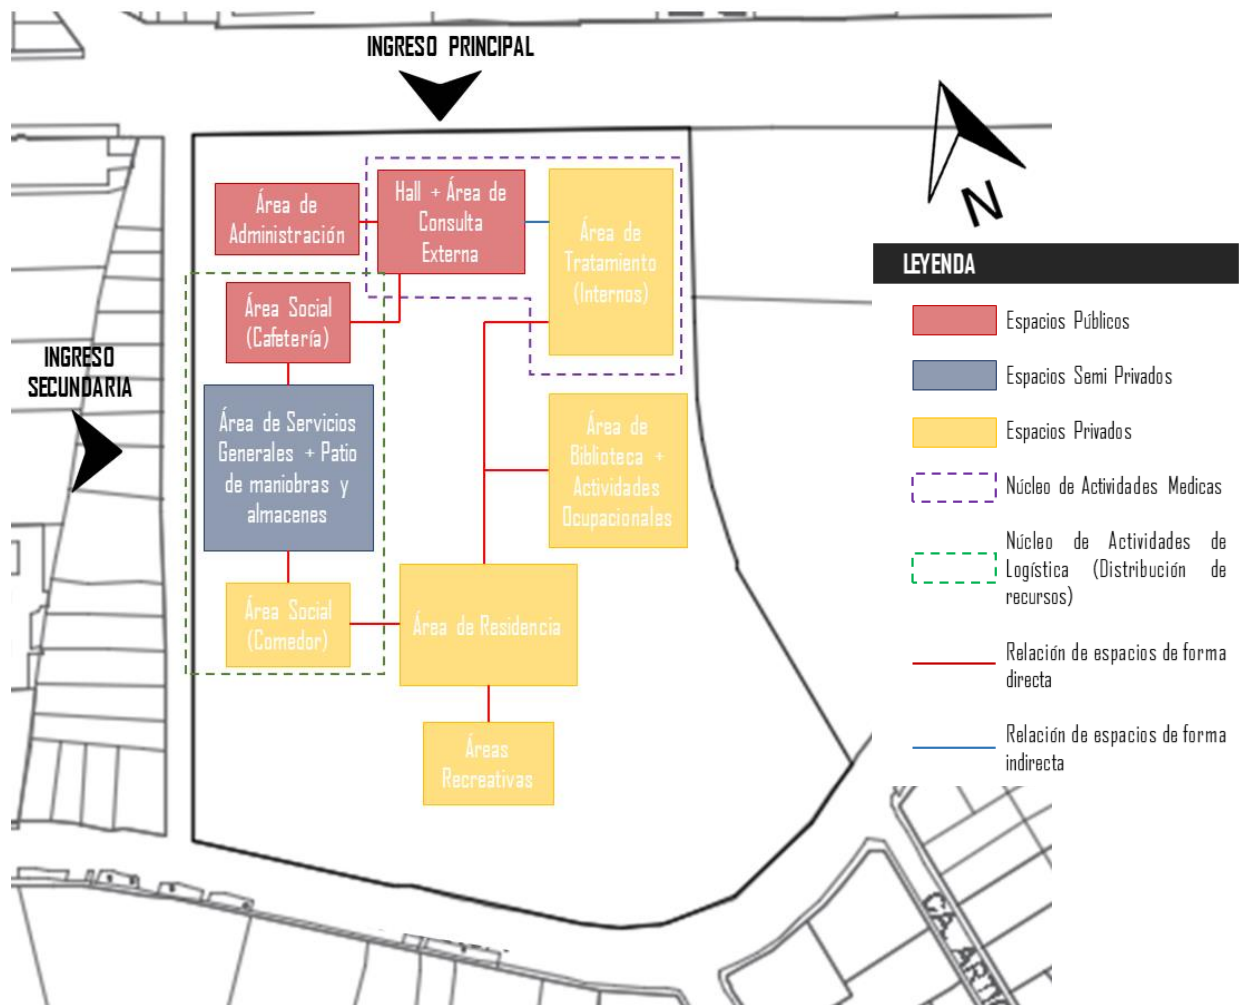 INGRESO PRINCIPAL
N
Área de
Administración
Hall + Área de
Consulta
Externa
Área de
Tratamiento
(Internos)
Área Social
(Cafetería)
INGRESO
SECUNDARIA
Área de Servicios
Generales + Patio
de maniobras y
almacenes
Área de
Biblioteca +
Actividades
Ocupacionales
Área Social
(Comedor)
Área de Residencia
Áreas
Recreativas
LEYENDA
Espacios Públicos
Espacios Semi Privados
Espacios Privados
Núcleo de Actividades Medicas
Núcleo de Actividades de
Logística (Distribución de
recursos)
Relación de espacios de forma
directa
Relación de espacios de forma
indirecta
CA.